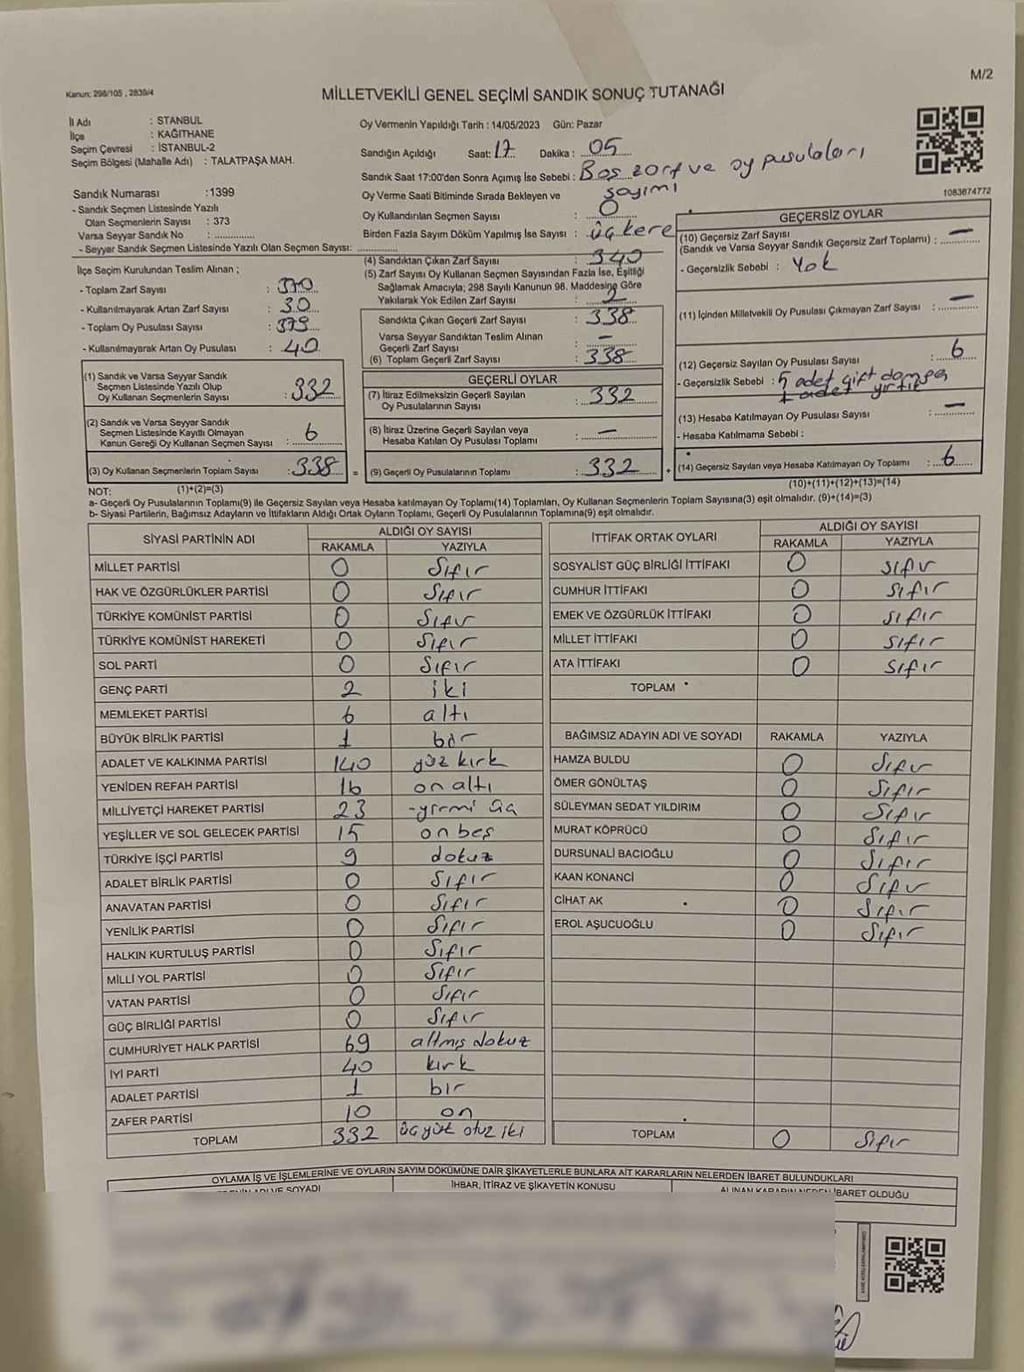 M/2
Kanun: 298/105 , 2839/4
MİLLETVEKİLİ GENEL SEÇİMİ SANDIK SONUÇ TUTANAĞI
İl Adı : STANBUL
İlçe : KAĞITHANE
Seçim Çevresi : İSTANBUL-2
Seçim Bölgesi (Mahalle Adı) : TALATPAŞA MAH.
Sandık Numarası :1399
- Sandık Seçmen Listesinde Yazılı
Olan Seçmenlerin Sayısı : 373
Varsa Seyyar Sandık No :
- Seyyar Sandık Seçmen Listesinde Yazılı Olan Seçmen Sayısı:
Oy Vermenin Yapıldığı Tarih : 14/05/2023 Gün: Pazar
Sandığın Açıldığı Saat: 17 Dakika : 05
Sandık Saat 17:00'den Sonra Açımış İse Sebebi : Boş zarf ve oy pusulaları
sayımı
Oy Verme Saati Bitiminde Sırada Bekleyen ve
Oy Kullandırılan Seçmen Sayısı : 0
Birden Fazla Sayım Döküm Yapılmış İse Sayısı : üç kere
1083874772
İlçe Seçim Kurulundan Teslim Alınan ;
- Toplam Zarf Sayısı : 370
- Kullanılmayarak Artan Zarf Sayısı : 30
- Toplam Oy Pusulası Sayısı : 379
- Kullanılmayarak Artan Oy Pusulası : 40
(1) Sandık ve Varsa Seyyar Sandık
Seçmen Listesinde Yazılı Olup
Oy Kullanan Seçmenlerin Sayısı : 332
(2) Sandık ve Varsa Seyyar Sandık
Seçmen Listesinde Kayıtlı Olmayan
Kanun Gereği Oy Kullanan Seçmen Sayısı : 6
(3) Oy Kullanan Seçmenlerin Toplam Sayısı : 338 =
(4) Sandıktan Çıkan Zarf Sayısı : 340
(5) Zarf Sayısı Oy Kullanan Seçmen Sayısından Fazla İse, Eşitliği
Sağlamak Amacıyla; 298 Sayılı Kanunun 98. Maddesine Göre
Yakılarak Yok Edilen Zarf Sayısı : 2
Sandıkta Çıkan Geçerli Zarf Sayısı : 338
Varsa Seyyar Sandıktan Teslim Alınan
Geçerli Zarf Sayısı : —
(6) Toplam Geçerli Zarf Sayısı : 338
GEÇERLİ OYLAR
(7) İtiraz Edilmeksizin Geçerli Sayılan
Oy Pusulalarının Sayısı : 332
(8) İtiraz Üzerine Geçerli Sayılan veya
Hesaba Katılan Oy Pusulası Toplamı : —
(9) Geçerli Oy Pusulalarının Toplamı : 332 +
GEÇERSİZ OYLAR
(10) Geçersiz Zarf Sayısı
(Sandık ve Varsa Seyyar Sandık Geçersiz Zarf Toplamı) : —
- Geçersizlik Sebebi : Yok
(11) İçinden Milletvekili Oy Pusulası Çıkmayan Zarf Sayısı : —
(12) Geçersiz Sayılan Oy Pusulası Sayısı : 6
- Geçersizlik Sebebi : 5 adet çift damga
1 adet yırtık
(13) Hesaba Katılmayan Oy Pusulası Sayısı : —
- Hesaba Katılmama Sebebi ;
(14) Geçersiz Sayılan veya Hesaba Katılmayan Oy Toplamı : 6
NOT: (1)+(2)=(3)
(10)+(11)+(12)+(13)=(14)
a- Geçerli Oy Pusulalarının Toplamı(9) ile Geçersiz Sayılan veya Hesaba katılmayan Oy Toplamı(14) Toplamları, Oy Kullanan Seçmenlerin Toplam Sayısına(3) eşit olmalıdır. (9)+(14)=(3)
b- Siyasi Partilerin, Bağımsız Adayların ve İttifakların Aldığı Ortak Oyların Toplamı, Geçerli Oy Pusulalarının Toplamına(9) eşit olmalıdır.
SİYASİ PARTİNİN ADI ALDIĞI OY SAYISI
RAKAMLA YAZIYLA
MİLLET PARTİSİ 0 Sıfır
HAK VE ÖZGÜRLÜKLER PARTİSİ 0 Sıfır
TÜRKİYE KOMÜNİST PARTİSİ 0 Sıfır
TÜRKİYE KOMÜNİST HAREKETİ 0 Sıfır
SOL PARTİ 0 Sıfır
GENÇ PARTİ 2 iki
MEMLEKET PARTİSİ 6 altı
BÜYÜK BİRLİK PARTİSİ 1 bir
ADALET VE KALKINMA PARTİSİ 140 yüz kırk
YENİDEN REFAH PARTİSİ 16 on altı
MİLLİYETÇİ HAREKET PARTİSİ 23 yirmi üç
YEŞİLLER VE SOL GELECEK PARTİSİ 15 on beş
TÜRKİYE İŞÇİ PARTİSİ 9 dokuz
ADALET BİRLİK PARTİSİ 0 Sıfır
ANAVATAN PARTİSİ 0 Sıfır
YENİLİK PARTİSİ 0 Sıfır
HALKIN KURTULUŞ PARTİSİ 0 Sıfır
MİLLİ YOL PARTİSİ 0 Sıfır
VATAN PARTİSİ 0 Sıfır
GÜÇ BİRLİĞİ PARTİSİ 0 Sıfır
CUMHURİYET HALK PARTİSİ 69 altmış dokuz
İYİ PARTİ 40 kırk
ADALET PARTİSİ 1 bir
ZAFER PARTİSİ 10 on
TOPLAM 332 üç yüz otuz iki
İTTİFAK ORTAK OYLARI ALDIĞI OY SAYISI
RAKAMLA YAZIYLA
SOSYALİST GÜÇ BİRLİĞİ İTTİFAKI 0 sıfır
CUMHUR İTTİFAKI 0 sıfır
EMEK VE ÖZGÜRLÜK İTTİFAKI 0 sıfır
MİLLET İTTİFAKI 0 sıfır
ATA İTTİFAKI 0 sıfır
TOPLAM
BAĞIMSIZ ADAYIN ADI VE SOYADI RAKAMLA YAZIYLA
HAMZA BULDU 0 Sıfır
ÖMER GÖNÜLTAŞ 0 Sıfır
SÜLEYMAN SEDAT YILDIRIM 0 Sıfır
MURAT KÖPRÜCÜ 0 Sıfır
DURSUNALİ BACIOĞLU 0 Sıfır
KAAN KONANCİ 0 Sıfır
CİHAT AK 0 Sıfır
EROL AŞUCUOĞLU 0 Sıfır
TOPLAM 0 Sıfır
OYLAMA İŞ VE İŞLEMLERİNE VE OYLARIN SAYIM DÖKÜMÜNE DAİR ŞİKAYETLERLE BUNLARA AİT KARARLARIN NELERDEN İBARET BULUNDUKLARI
ADI VE SOYADI İHBAR, İTİRAZ VE ŞİKAYETİN KONUSU ALINAN KARARIN NEDEN İBARET OLDUĞU